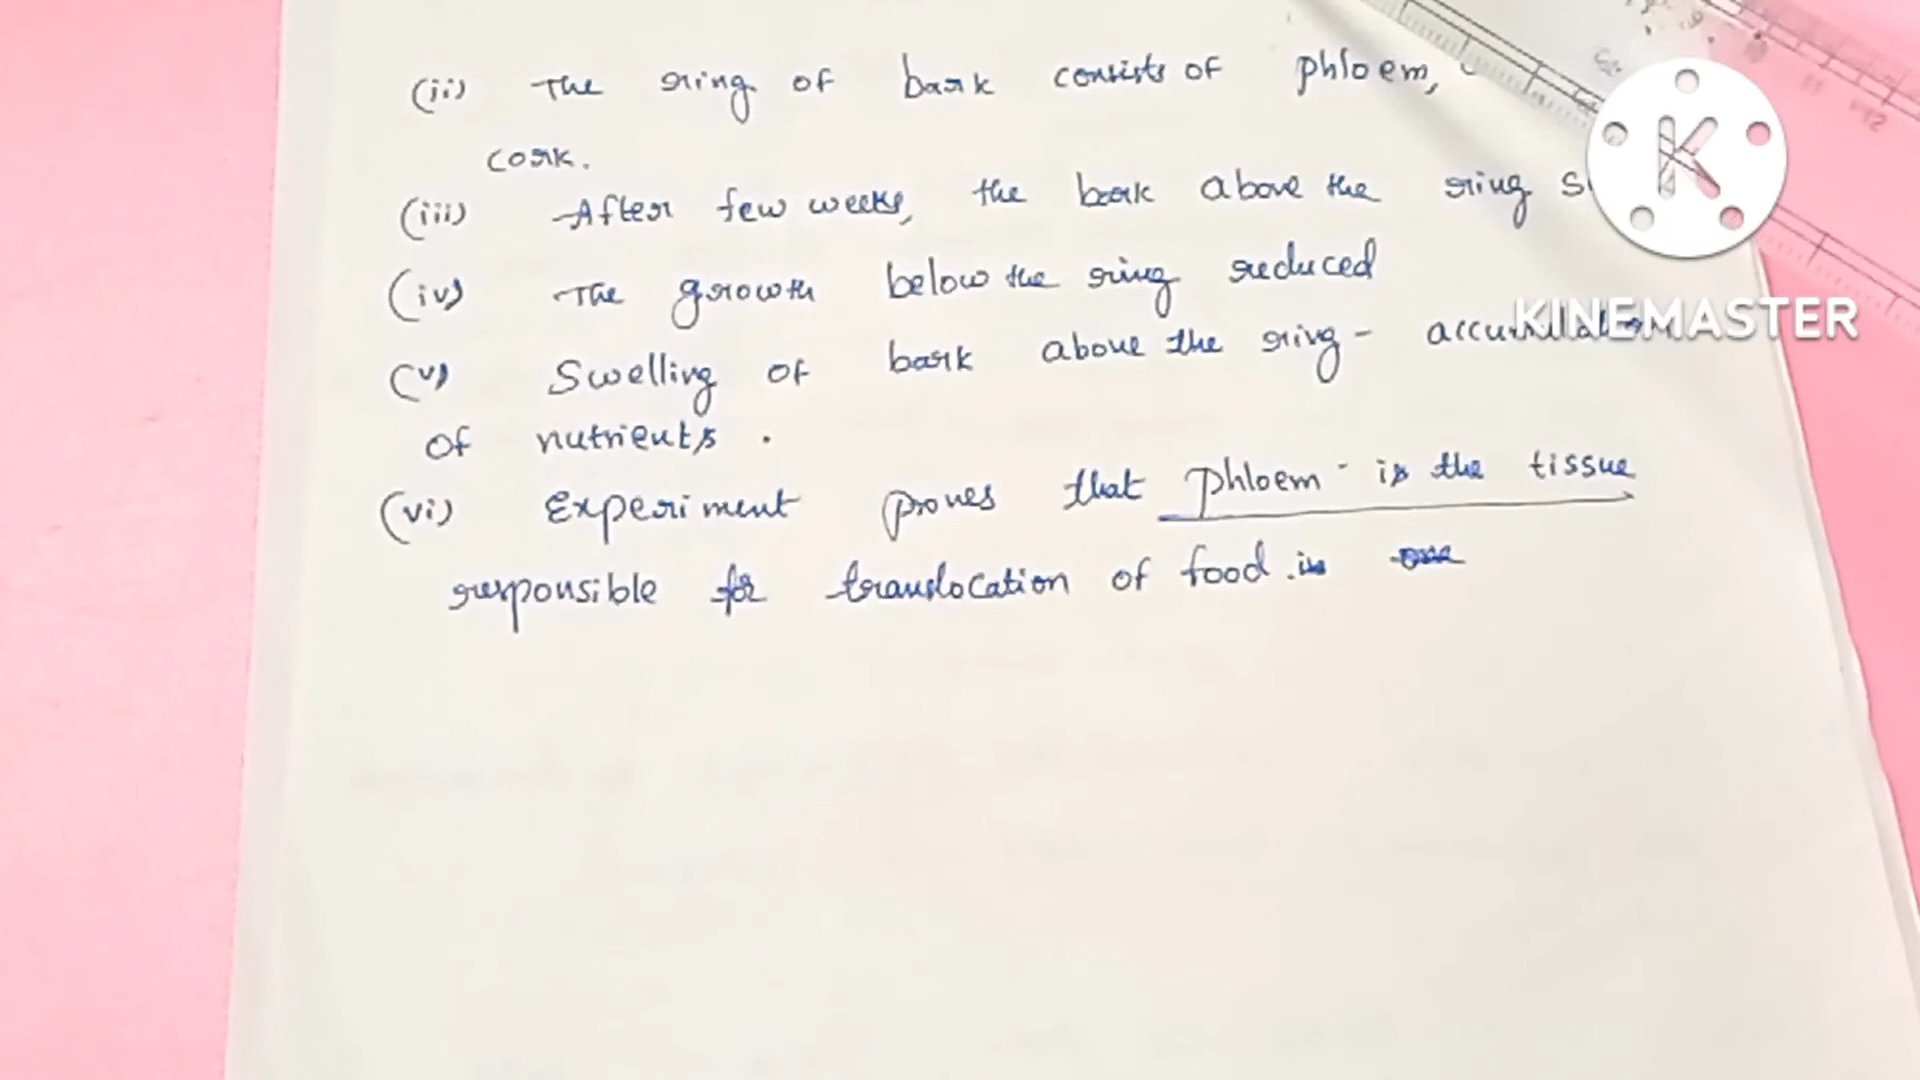 (ii) The ring of bark consists of phloem,
cork.
(iii) After few weeks, the bark above the ring
(iv) The growth below the ring reduced
(v) Swelling of bark above the ring - accumulation
of nutrients.
(vi) Experiment proves that phloem - is the tissue
responsible for translocation of food.
KINEMASTER